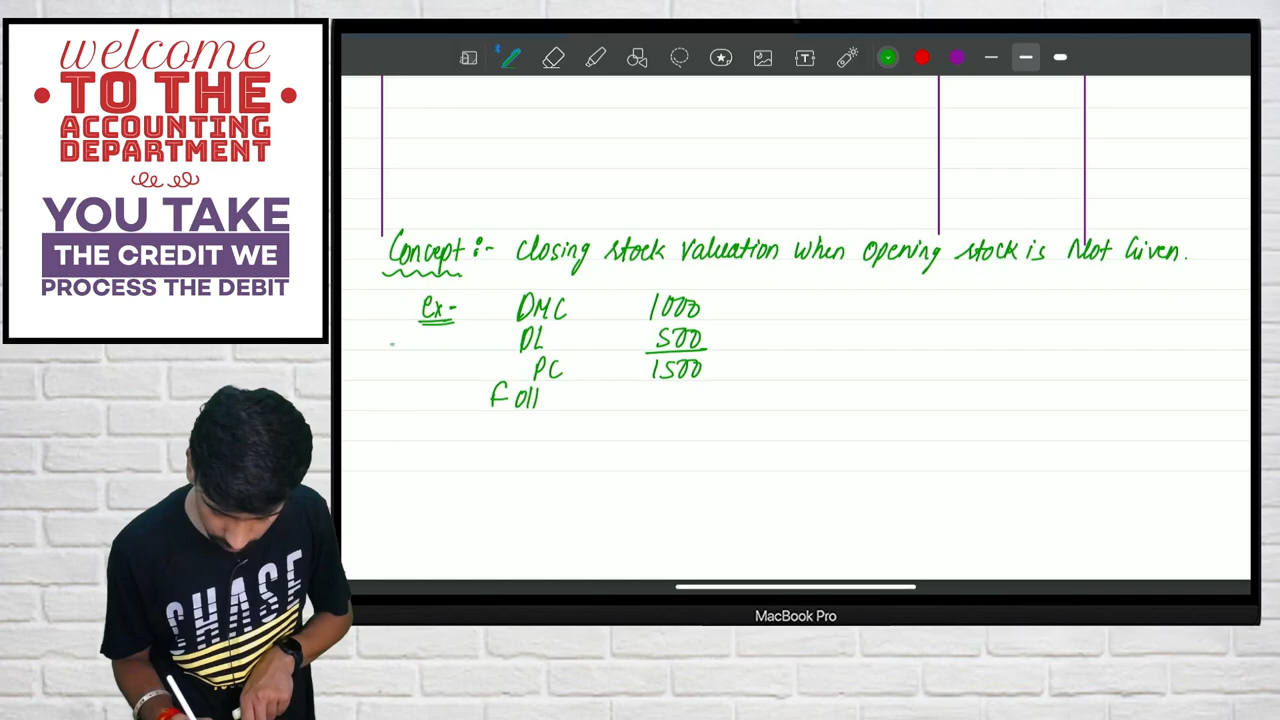 welcome
TO THE
ACCOUNTING
DEPARTMENT
YOU TAKE
THE CREDIT WE
PROCESS THE DEBIT
Concept:- Closing stock Valuation when Opening stock is Not Given.
Ex- DMC 1000
DL 500
PC 1500
F Oll
T
CHASE
MacBook Pro